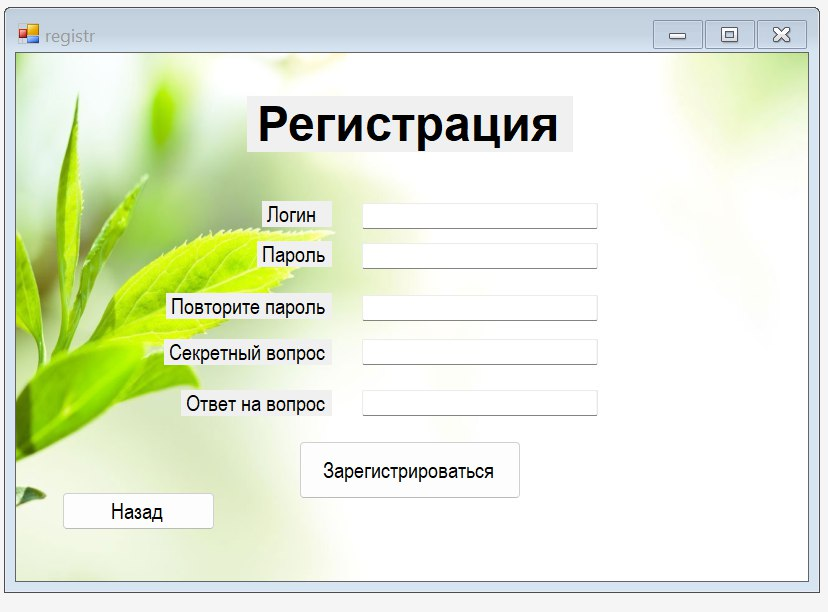 registr
Регистрация
Логин
Пароль
Повторите пароль
Секретный вопрос
Ответ на вопрос
Зарегистрироваться
Назад